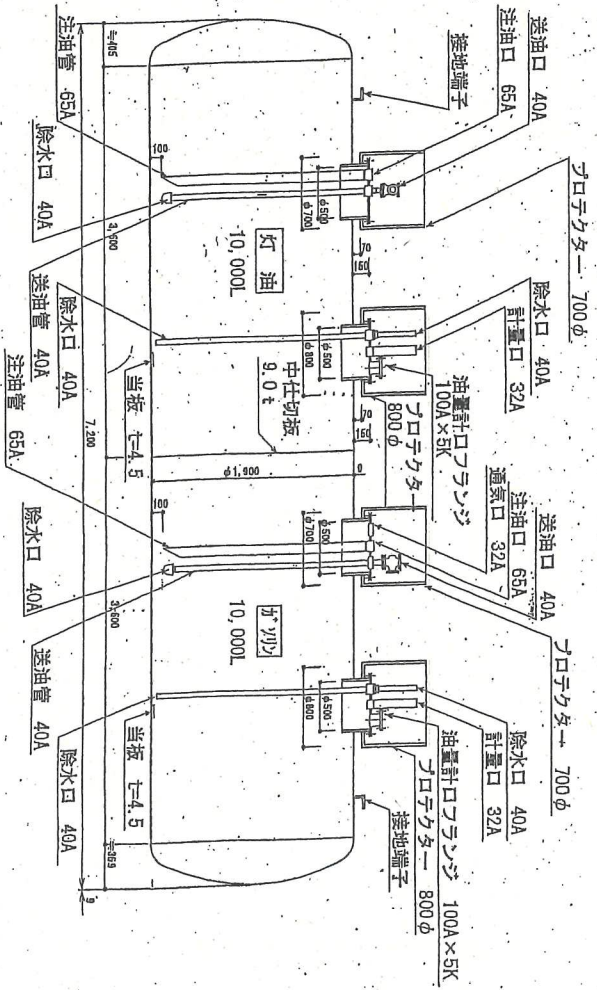 送油口 40A
注油口 65A
接地端子
プロテクター 700φ
除水口 40A
計量口 32A
油量計口フランジ
100A×5K
プロテクター
800φ
送油口 40A
注油口 65A
通気口 32A
プロテクター 700φ
除水口 40A
計量口 32A
油量計口フランジ 100A×5K
プロテクター 800φ
接地端子
70
150
70
150
0
φ500
φ700
φ500
φ800
φ500
φ700
φ500
φ800
灯油
10,000L
中仕切板
9.0t
φ1,900
ガソリン
10,000L
100
100
当板 t=4.5
当板 t=4.5
≒405
3,600
3,600
≒369
7,200
9
注油管 65A
除水口 40A
送油管 40A
除水口 40A
注油管 65A
除水口 40A
送油管 40A
除水口 40A